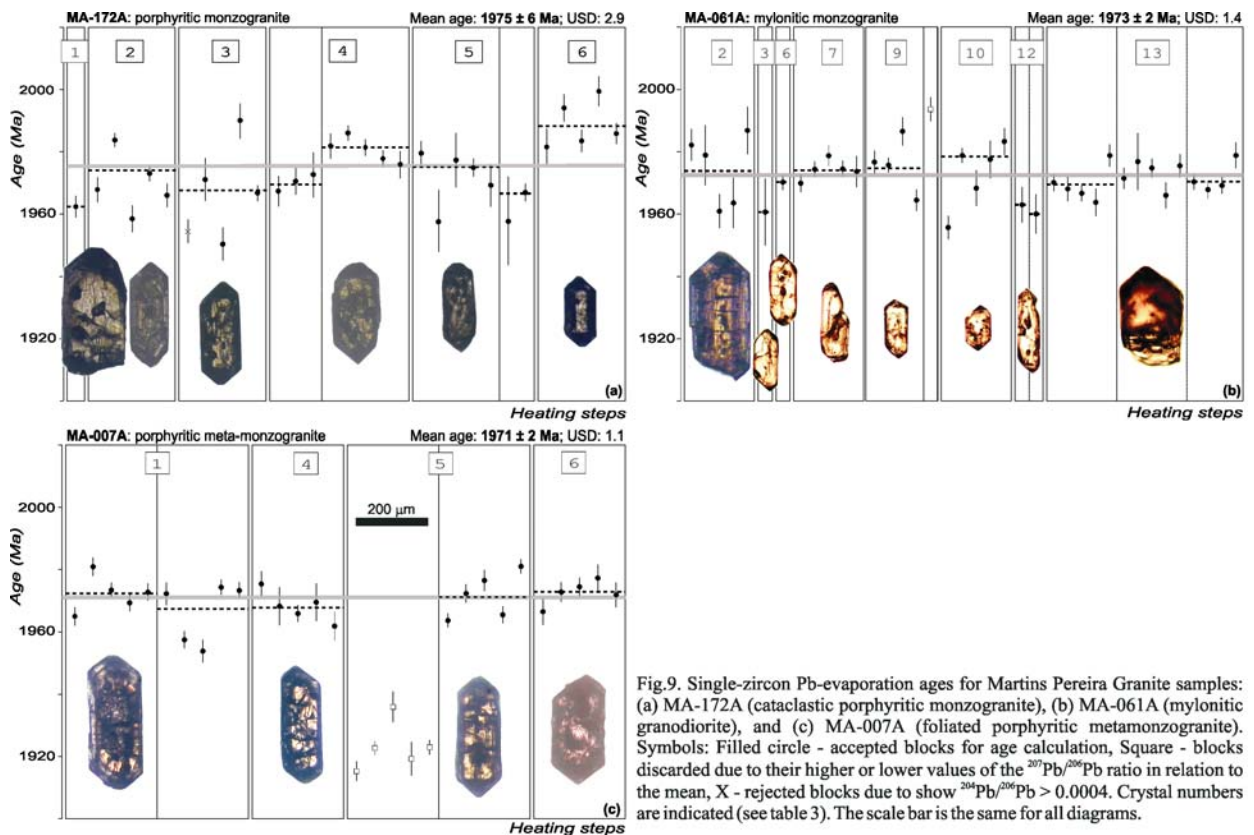 MA-172A: porphyritic monzogranite Mean age: 1975 ± 6 Ma; USD: 2.9
1 2 3 4 5 6
Age (Ma)
2000
1960
1920
(a)
Heating steps
MA-061A: mylonitic monzogranite Mean age: 1973 ± 2 Ma; USD: 1.4
2 3 6 7 9 10 12 13
Age (Ma)
2000
1960
1920
(b)
Heating steps
MA-007A: porphyritic meta-monzogranite Mean age: 1971 ± 2 Ma; USD: 1.1
1 4 5 6
200 µm
Age (Ma)
2000
1960
1920
(c)
Heating steps
Fig.9. Single-zircon Pb-evaporation ages for Martins Pereira Granite samples:
(a) MA-172A (cataclastic porphyritic monzogranite), (b) MA-061A (mylonitic
granodiorite), and (c) MA-007A (foliated porphyritic metamonzogranite).
Symbols: Filled circle - accepted blocks for age calculation, Square - blocks
discarded due to their higher or lower values of the ²⁰⁷Pb/²⁰⁶Pb ratio in relation to
the mean, X - rejected blocks due to show ²⁰⁴Pb/²⁰⁶Pb > 0.0004. Crystal numbers
are indicated (see table 3). The scale bar is the same for all diagrams.